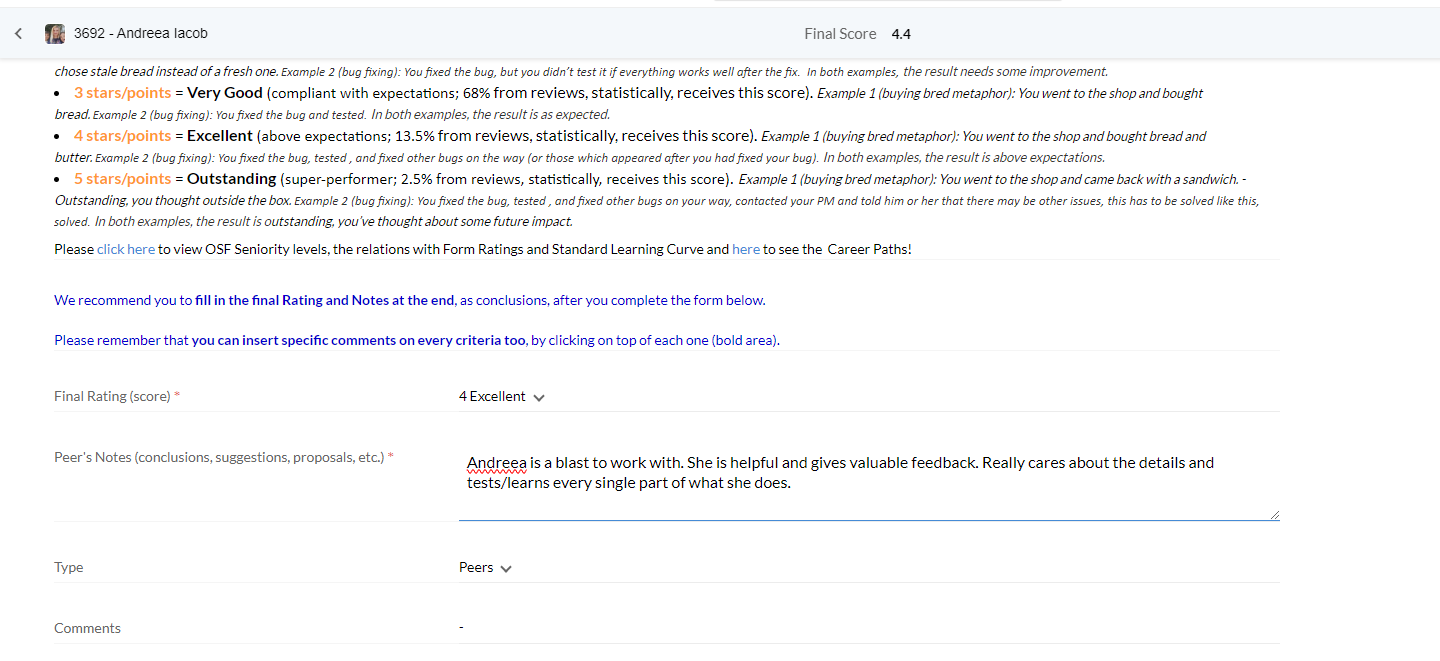 3692 - Andreea Iacob
Final Score 4.4
chose stale bread instead of a fresh one. Example 2 (bug fixing): You fixed the bug, but you didn't test it if everything works well after the fix. In both examples, the result needs some improvement.
• 3 stars/points = Very Good (compliant with expectations; 68% from reviews, statistically, receives this score). Example 1 (buying bred metaphor): You went to the shop and bought
bread. Example 2 (bug fixing): You fixed the bug and tested. In both examples, the result is as expected.
• 4 stars/points = Excellent (above expectations; 13.5% from reviews, statistically, receives this score). Example 1 (buying bred metaphor): You went to the shop and bought bread and
butter. Example 2 (bug fixing): You fixed the bug, tested , and fixed other bugs on the way (or those which appeared after you had fixed your bug). In both examples, the result is above expectations.
• 5 stars/points = Outstanding (super-performer; 2.5% from reviews, statistically, receives this score). Example 1 (buying bred metaphor): You went to the shop and came back with a sandwich. -
Outstanding, you thought outside the box. Example 2 (bug fixing): You fixed the bug, tested , and fixed other bugs on your way, contacted your PM and told him or her that there may be other issues, this has to be solved like this,
solved. In both examples, the result is outstanding, you've thought about some future impact.
Please click here to view OSF Seniority levels, the relations with Form Ratings and Standard Learning Curve and here to see the Career Paths!
We recommend you to fill in the final Rating and Notes at the end, as conclusions, after you complete the form below.
Please remember that you can insert specific comments on every criteria too, by clicking on top of each one (bold area).
Final Rating (score) * 4 Excellent
Peer's Notes (conclusions, suggestions, proposals, etc.) *
Andreea is a blast to work with. She is helpful and gives valuable feedback. Really cares about the details and
tests/learns every single part of what she does.
Type Peers
Comments -